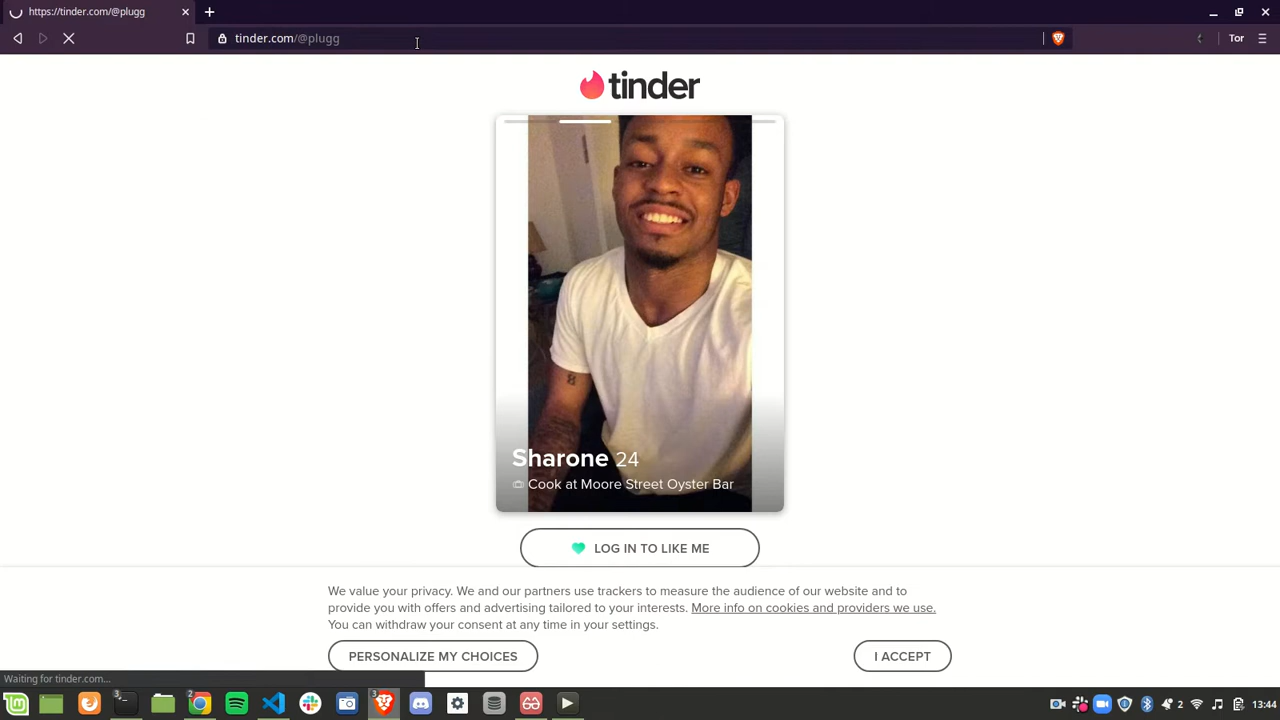 https://tinder.com/@plugg
tinder.com/@plugg
Tor
tinder
Sharone 24
Cook at Moore Street Oyster Bar
LOG IN TO LIKE ME
We value your privacy. We and our partners use trackers to measure the audience of our website and to
provide you with offers and advertising tailored to your interests. More info on cookies and providers we use.
You can withdraw your consent at any time in your settings.
PERSONALIZE MY CHOICES
I ACCEPT
Waiting for tinder.com...
3
2
3
2
13:44